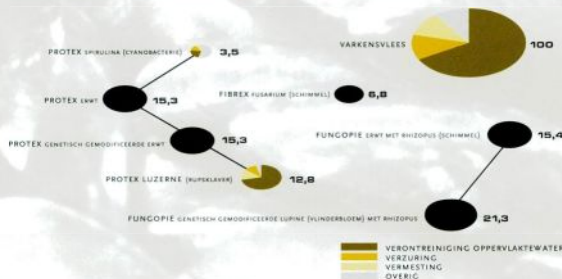 PROTEX SPIRULINA (CYANOBACTERIE) 3,5
VARKENSVLEES 100
PROTEX ERWT 15,3
FIBREX FUSARIUM (SCHIMMEL) 6,8
PROTEX GENETISCH GEMODIFICEERDE ERWT 15,3
FUNGOPIE ERWT MET RHIZOPUS (SCHIMMEL) 15,4
PROTEX LUZERNE (RUPSKLAVER) 12,8
FUNGOPIE GENETISCH GEMODIFICEERDE LUPINE (VLINDERBLOEM) MET RHIZOPUS 21,3
VERONTREINIGING OPPERVLAKTEWATER
VERZURING
VERMESTING
OVERIG